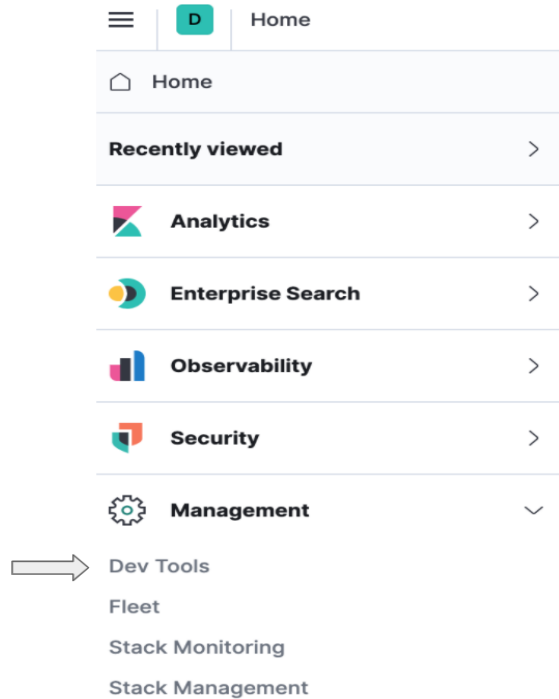 D Home
Home
Recently viewed
Analytics
Enterprise Search
Observability
Security
Management
Dev Tools
Fleet
Stack Monitoring
Stack Management